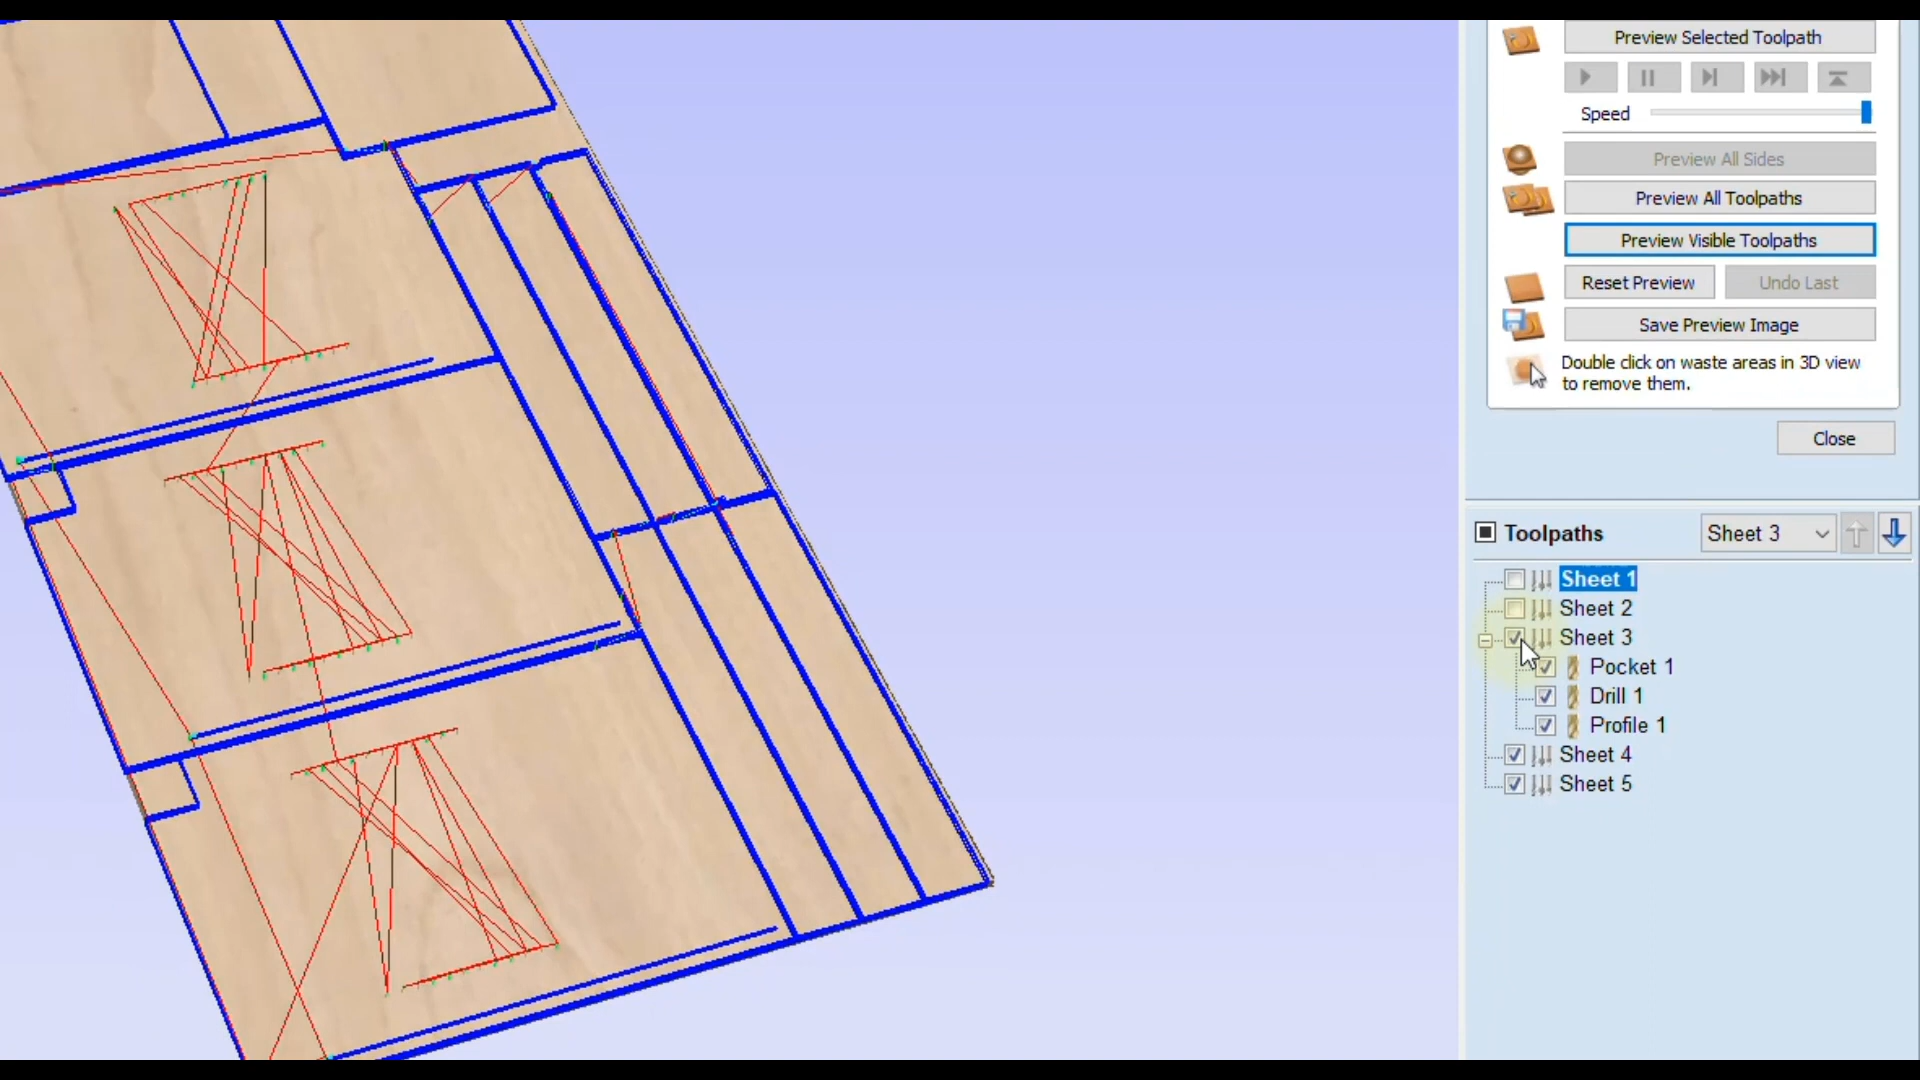 Preview Selected Toolpath
Speed
Preview All Sides
Preview All Toolpaths
Preview Visible Toolpaths
Reset Preview
Undo Last
Save Preview Image
Double click on waste areas in 3D view
to remove them.
Close
Toolpaths
Sheet 3
Sheet 1
Sheet 2
Sheet 3
Pocket 1
Drill 1
Profile 1
Sheet 4
Sheet 5